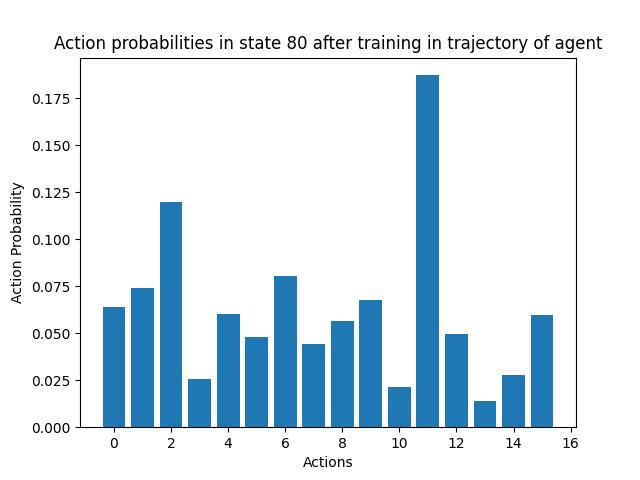 Action probabilities in state 80 after training in trajectory of agent
0.175
0.150
0.125
0.100
0.075
0.050
0.025
0.000
Action Probability
0 2 4 6 8 10 12 14 16
Actions